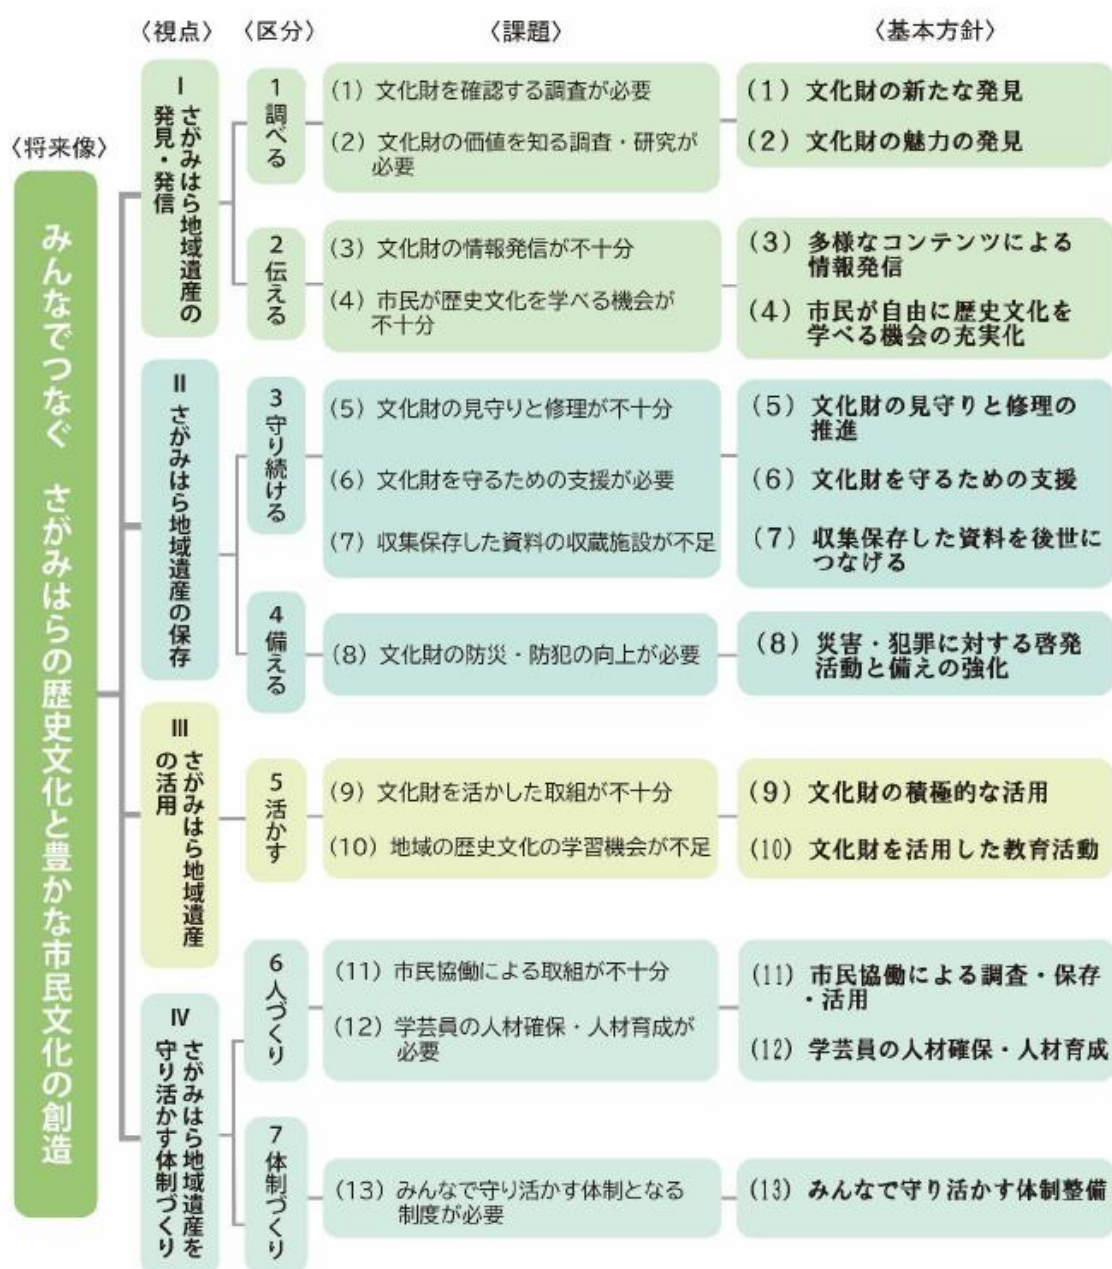 〈将来像〉
みんなでつなぐ　さがみはらの歴史文化と豊かな市民文化の創造
〈視点〉
〈区分〉
〈課題〉
〈基本方針〉
Ⅰ
さがみはら地域遺産の
発見・発信
1
調べる
(1) 文化財を確認する調査が必要
(2) 文化財の価値を知る調査・研究が
必要
(1) 文化財の新たな発見
(2) 文化財の魅力の発見
2
伝える
(3) 文化財の情報発信が不十分
(4) 市民が歴史文化を学べる機会が
不十分
(3) 多様なコンテンツによる
情報発信
(4) 市民が自由に歴史文化を
学べる機会の充実化
Ⅱ
さがみはら地域遺産の保存
3
守り続ける
(5) 文化財の見守りと修理が不十分
(6) 文化財を守るための支援が必要
(7) 収集保存した資料の収蔵施設が不足
(5) 文化財の見守りと修理の
推進
(6) 文化財を守るための支援
(7) 収集保存した資料を後世に
つなげる
4
備える
(8) 文化財の防災・防犯の向上が必要
(8) 災害・犯罪に対する啓発
活動と備えの強化
Ⅲ
さがみはら地域遺産
の活用
5
活かす
(9) 文化財を活かした取組が不十分
(10) 地域の歴史文化の学習機会が不足
(9) 文化財の積極的な活用
(10) 文化財を活用した教育活動
Ⅳ
さがみはら地域遺産を
守り活かす体制づくり
6
人づくり
(11) 市民協働による取組が不十分
(12) 学芸員の人材確保・人材育成が
必要
(11) 市民協働による調査・保存
・活用
(12) 学芸員の人材確保・人材育成
7
体制づくり
(13) みんなで守り活かす体制となる
制度が必要
(13) みんなで守り活かす体制整備